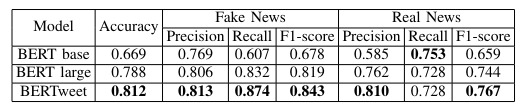 Model Accuracy Fake News Real News
Precision Recall F1-score Precision Recall F1-score
BERT base 0.669 0.769 0.607 0.678 0.585 0.753 0.659
BERT large 0.788 0.806 0.832 0.819 0.762 0.728 0.744
BERTweet 0.812 0.813 0.874 0.843 0.810 0.728 0.767